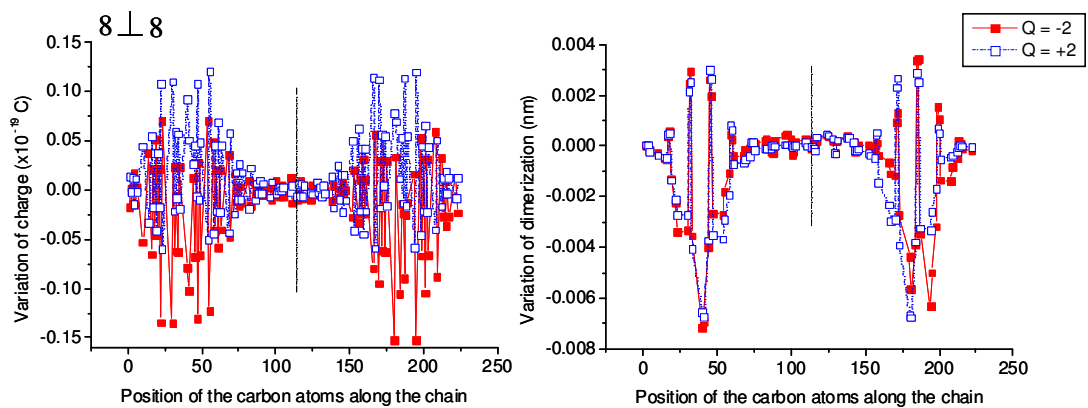 8⊥8
Q = -2
Q = +2
Variation of charge (x10⁻¹⁹ C)
0.15
0.10
0.05
0.00
-0.05
-0.10
-0.15
0 50 100 150 200 250
Position of the carbon atoms along the chain
Variation of dimerization (nm)
0.004
0.002
0.000
-0.002
-0.004
-0.006
-0.008
0 50 100 150 200 250
Position of the carbon atoms along the chain